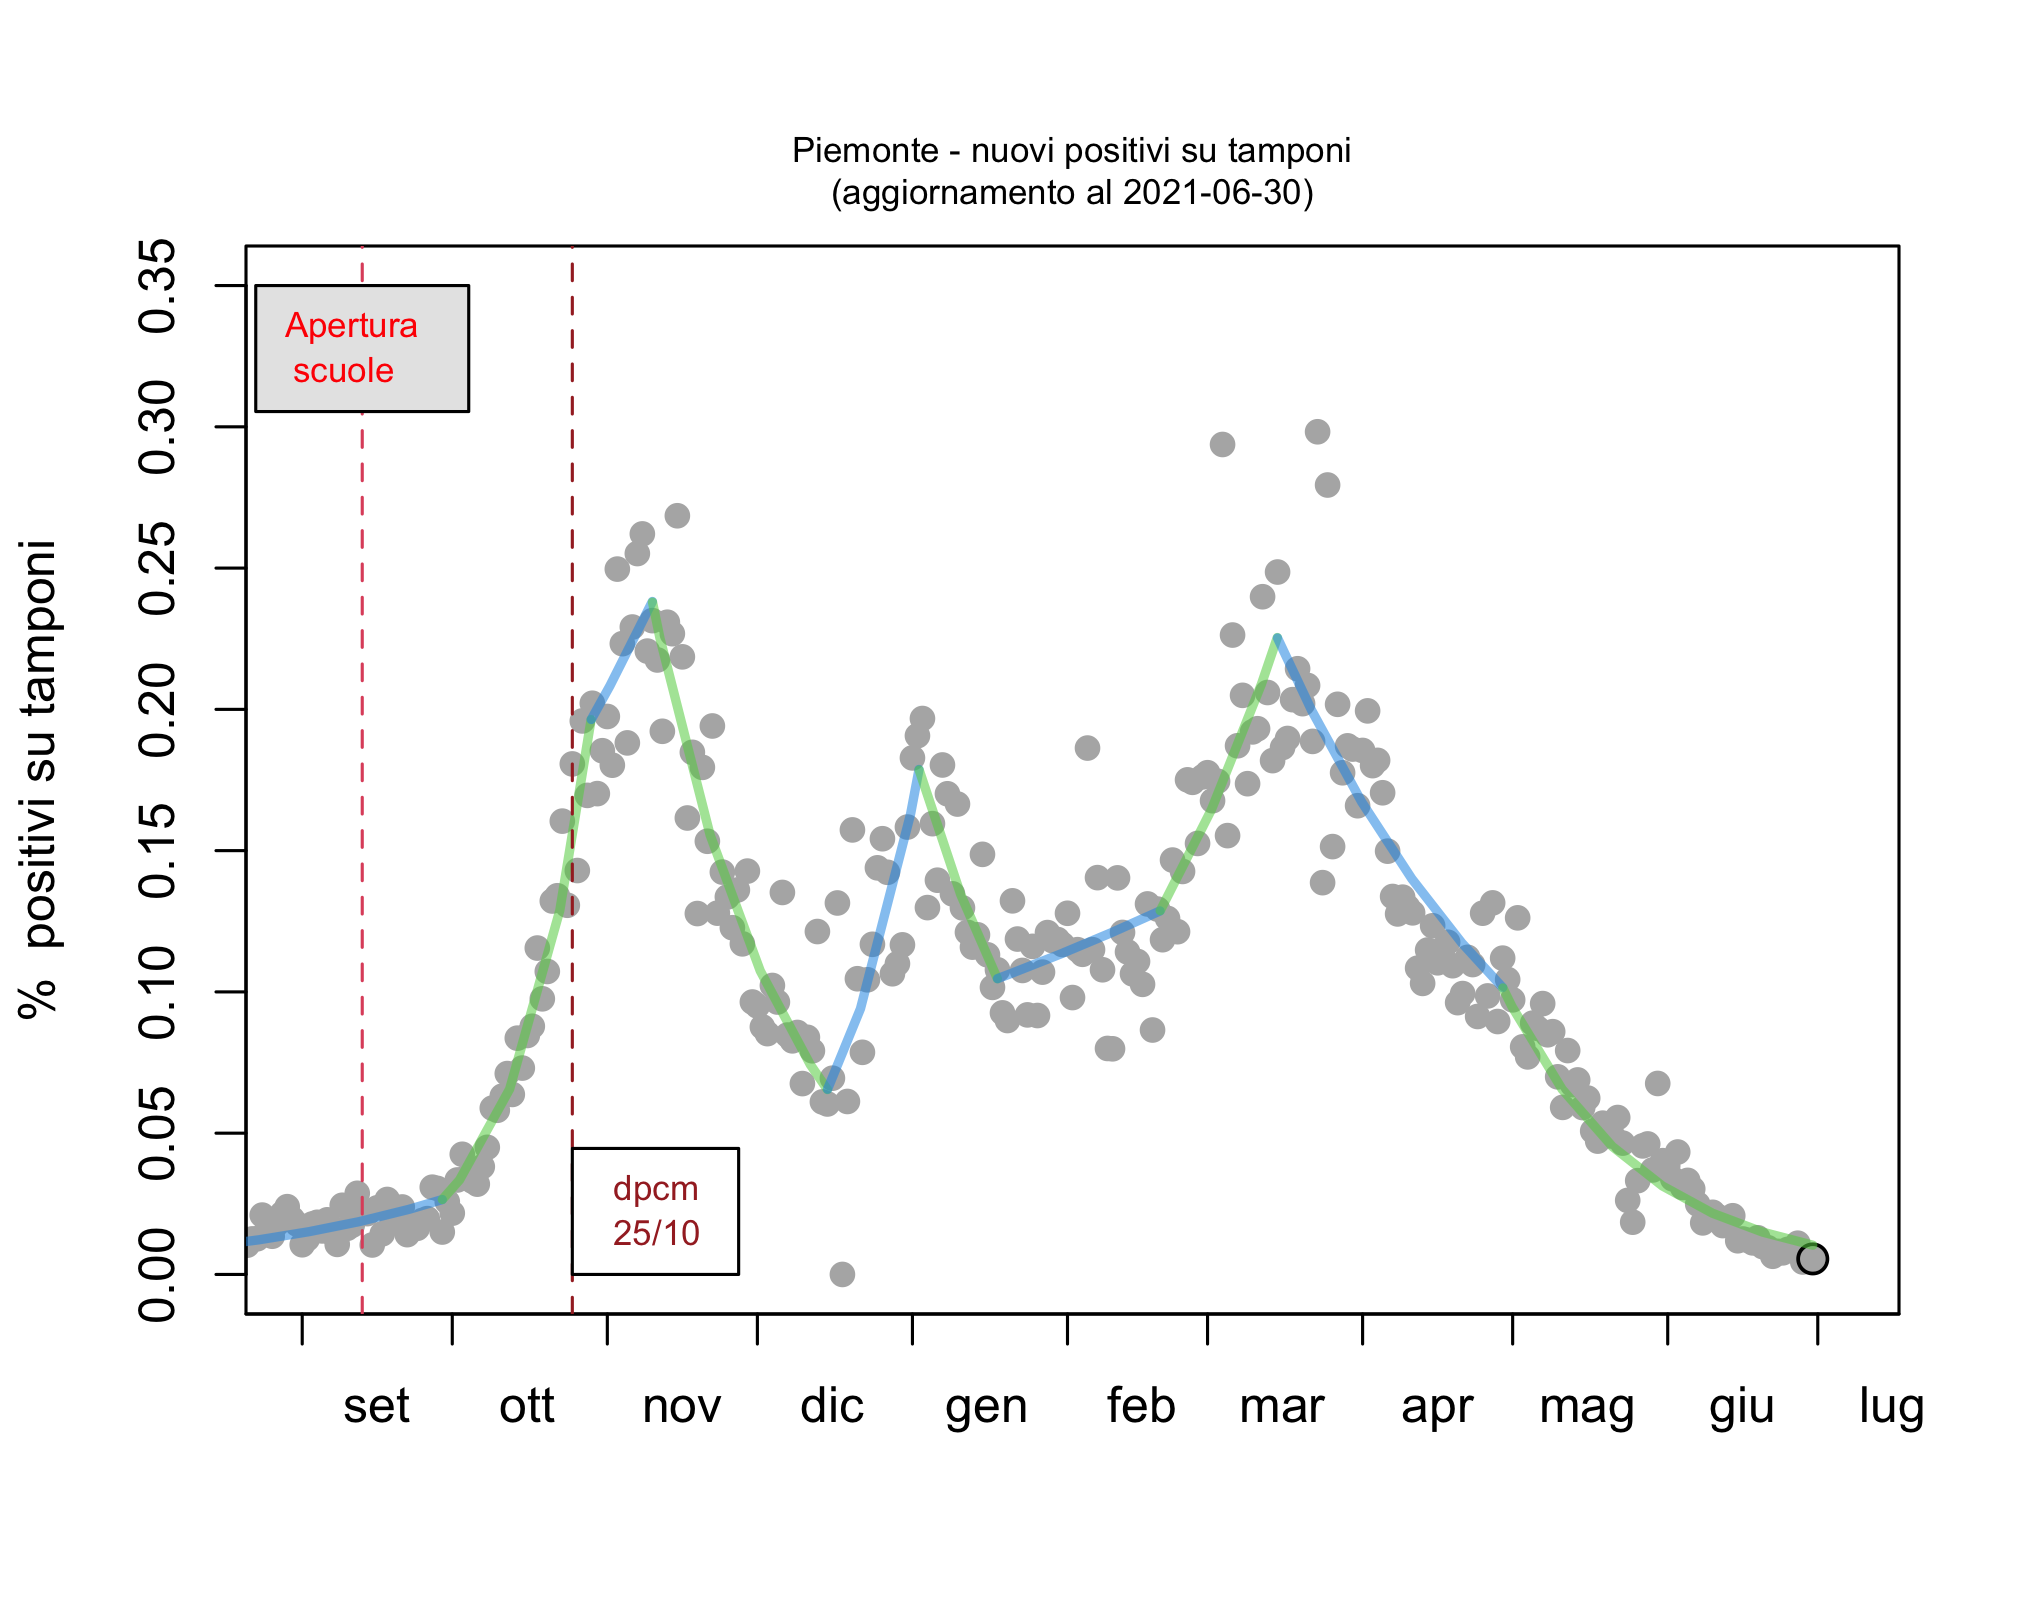 Piemonte - nuovi positivi su tamponi
(aggiornamento al 2021-06-30)
% positivi su tamponi
0.35
0.30
0.25
0.20
0.15
0.10
0.05
0.00
Apertura
scuole
dpcm
25/10
set ott nov dic gen feb mar apr mag giu lug